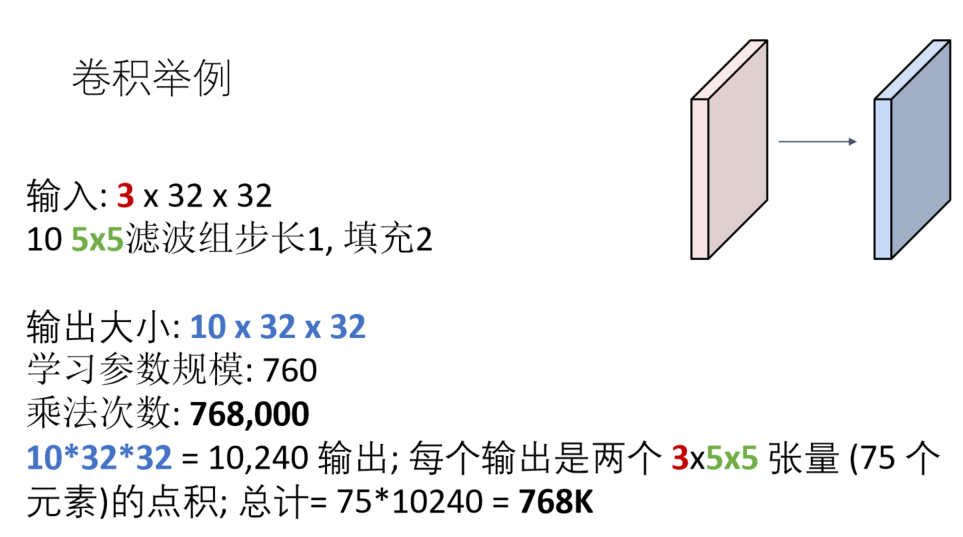 卷积举例
输入: 3 x 32 x 32
10 5x5滤波组步长1, 填充2
输出大小: 10 x 32 x 32
学习参数规模: 760
乘法次数: 768,000
10*32*32 = 10,240 输出; 每个输出是两个 3x5x5 张量 (75 个
元素)的点积; 总计= 75*10240 = 768K